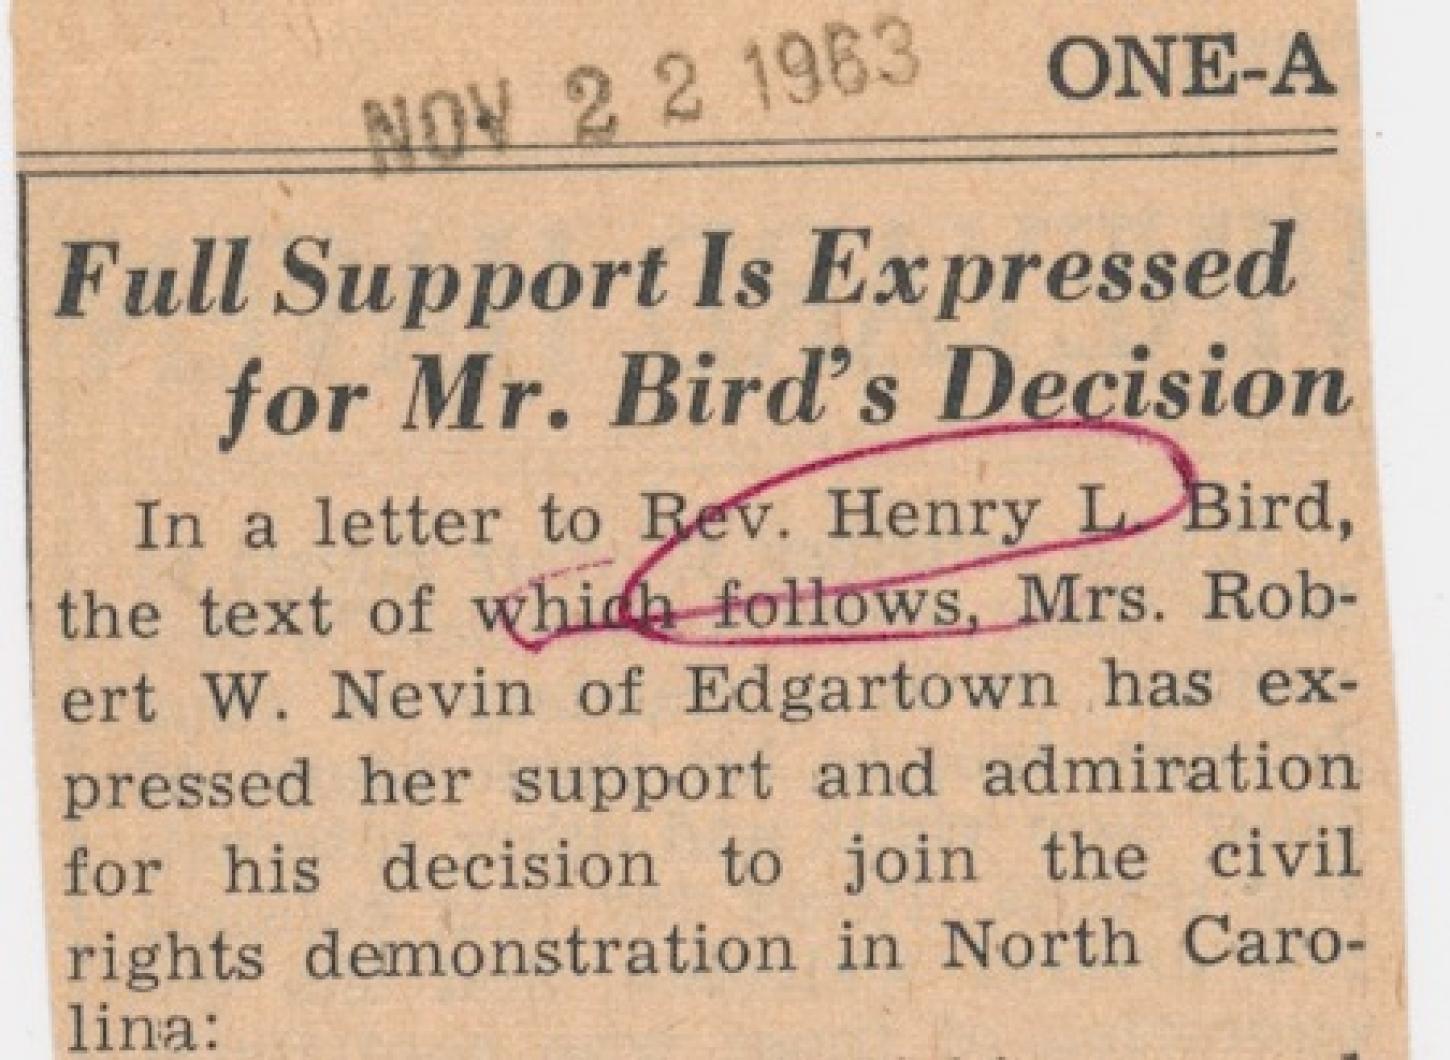 NOV 22 1963
ONE-A
Full Support Is Expressed
for Mr. Bird's Decision
In a letter to Rev. Henry L. Bird,
the text of which follows, Mrs. Rob-
ert W. Nevin of Edgartown has ex-
pressed her support and admiration
for his decision to join the civil
rights demonstration in North Caro-
lina: